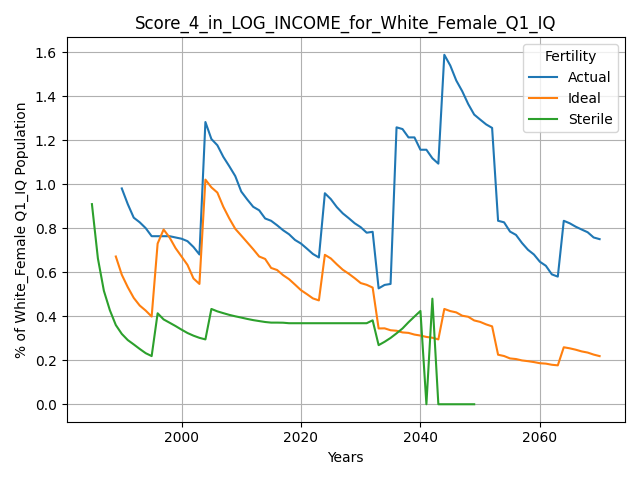 Score_4_in_LOG_INCOME_for_White_Female_Q1_IQ
% of White_Female Q1_IQ Population
1.6
1.4
1.2
1.0
0.8
0.6
0.4
0.2
0.0
Fertility
Actual
Ideal
Sterile
2000
2020
2040
2060
Years